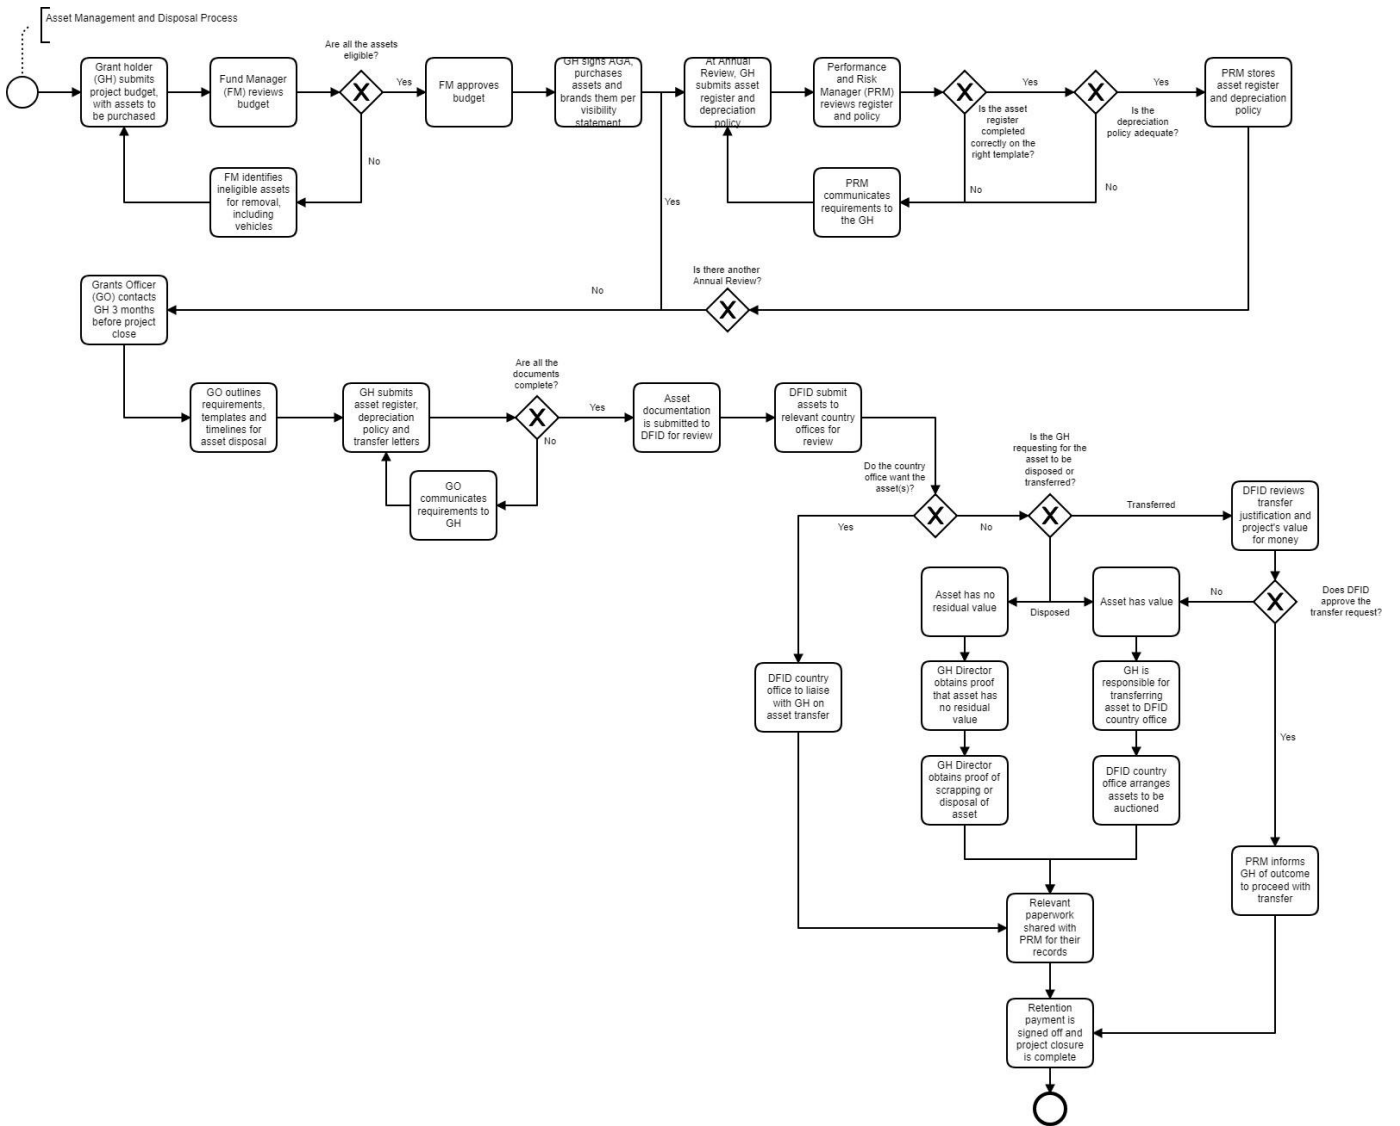 Asset Management and Disposal Process
Grant holder
(GH) submits
project budget,
with assets to
be purchased
Fund Manager
(FM) reviews
budget
Are all the assets
eligible?
Yes
FM approves
budget
GH signs AGA,
purchases
assets and
brands them per
visibility
statement
At Annual
Review, GH
submits asset
register and
depreciation
policy
Performance
and Risk
Manager (PRM)
reviews register
and policy
Yes
Is the asset
register
completed
correctly on the
right template?
Yes
Is the
depreciation
policy adequate?
PRM stores
asset register
and depreciation
policy
No
FM identifies
ineligible assets
for removal,
including
vehicles
Yes
PRM
communicates
requirements to
the GH
No
No
Grants Officer
(GO) contacts
GH 3 months
before project
close
No
Is there another
Annual Review?
GO outlines
requirements,
templates and
timelines for
asset disposal
GH submits
asset register,
depreciation
policy and
transfer letters
Are all the
documents
complete?
Yes
No
GO
communicates
requirements to
GH
Asset
documentation
is submitted to
DFID for review
DFID submit
assets to
relevant country
offices for
review
Do the country
office want the
asset(s)?
Yes
No
Is the GH
requesting for the
asset to be
disposed or
transferred?
Transferred
DFID reviews
transfer
justification and
project's value
for money
Asset has no
residual value
Disposed
Asset has value
No
Does DFID
approve the
transfer request?
DFID country
office to liaise
with GH on
asset transfer
GH Director
obtains proof
that asset has
no residual
value
GH is
responsible for
transferring
asset to DFID
country office
Yes
GH Director
obtains proof of
scrapping or
disposal of
asset
DFID country
office arranges
assets to be
auctioned
PRM informs
GH of outcome
to proceed with
transfer
Relevant
paperwork
shared with
PRM for their
records
Retention
payment is
signed off and
project closure
is complete